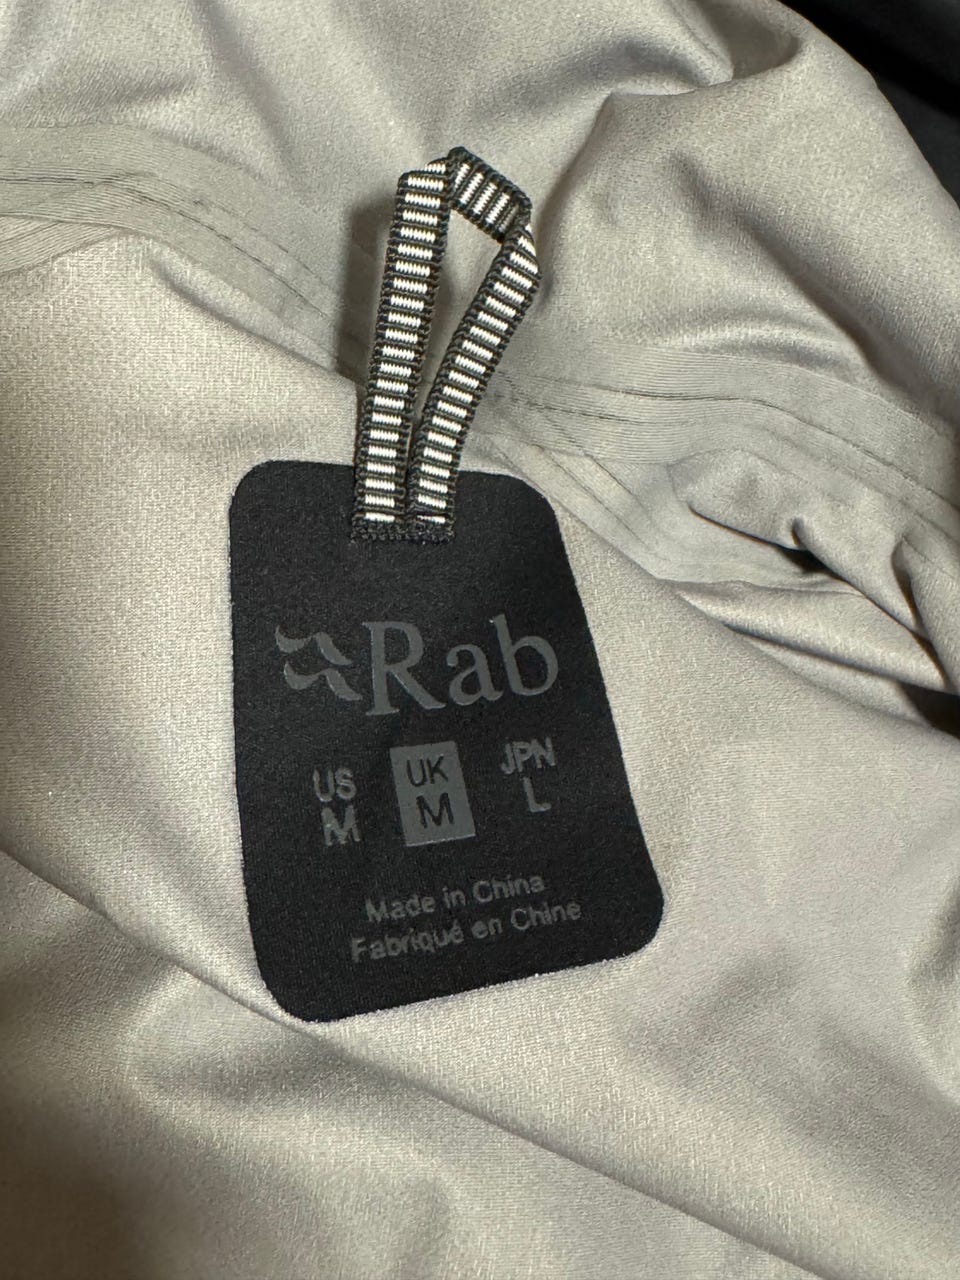 Rab
US UK JPN
M M L
Made in China
Fabriqué en Chine